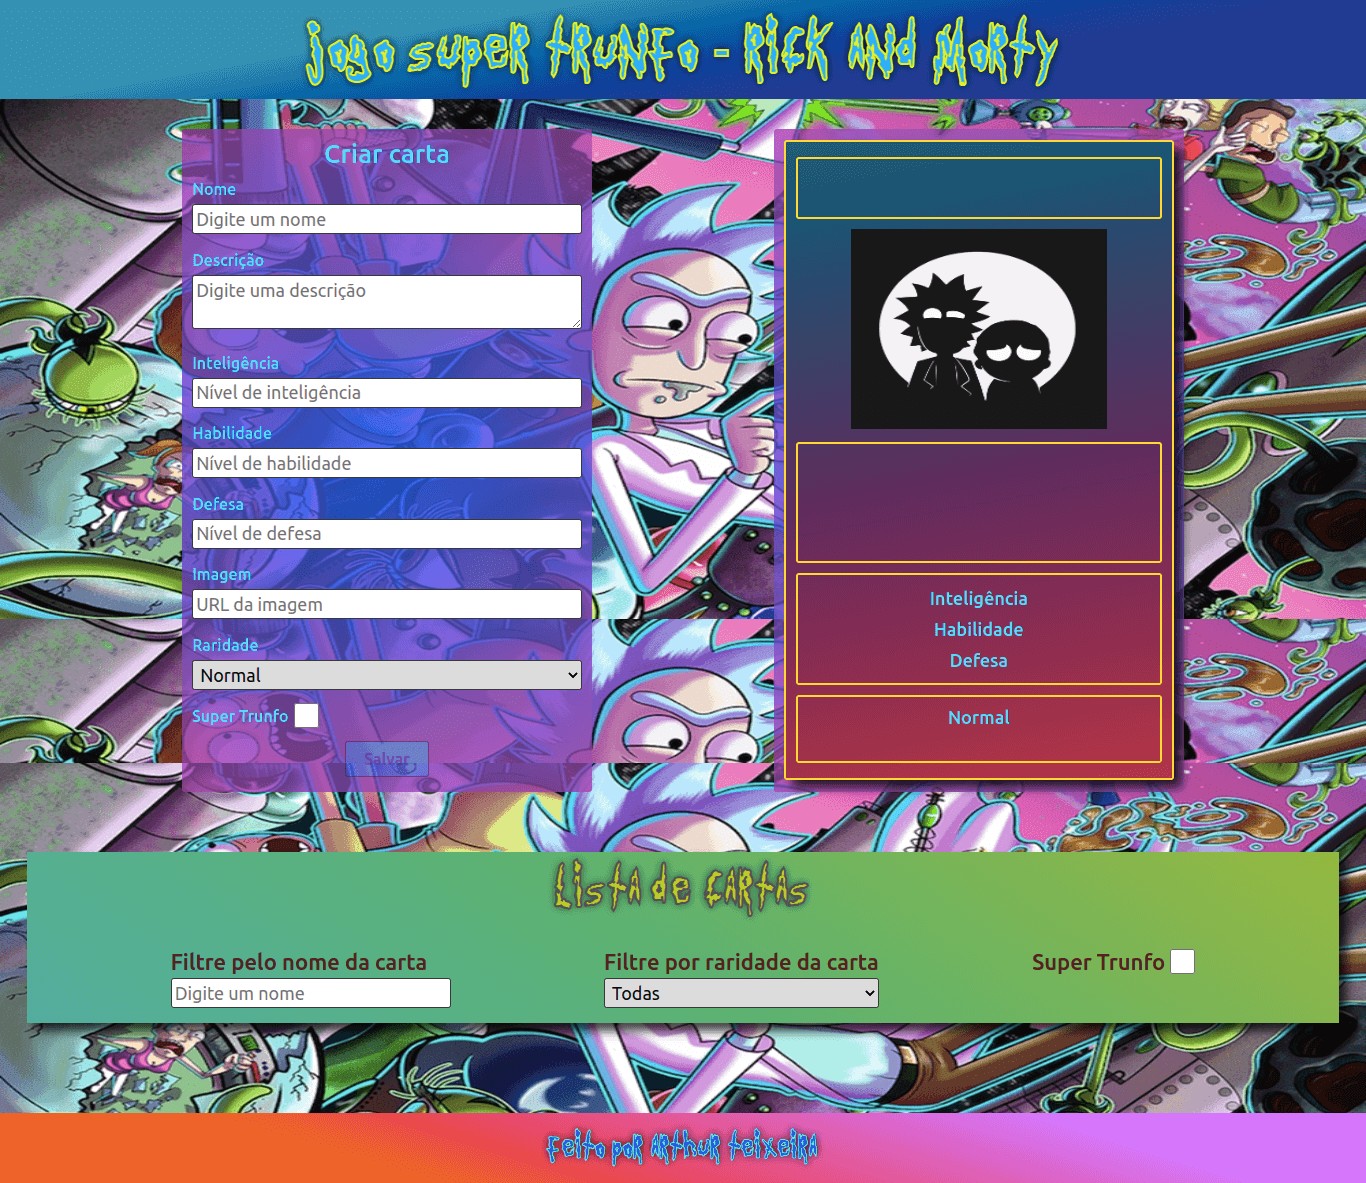 Jogo Super Trunfo - Rick and Morty
Criar carta
Nome
Digite um nome
Descrição
Digite uma descrição
Inteligência
Nível de inteligência
Habilidade
Nível de habilidade
Defesa
Nível de defesa
Imagem
URL da imagem
Raridade
Normal
Super Trunfo
Salvar
Inteligência
Habilidade
Defesa
Normal
Lista de cartas
Filtre pelo nome da carta
Digite um nome
Filtre por raridade da carta
Todas
Super Trunfo
Feito por Arthur Teixeira